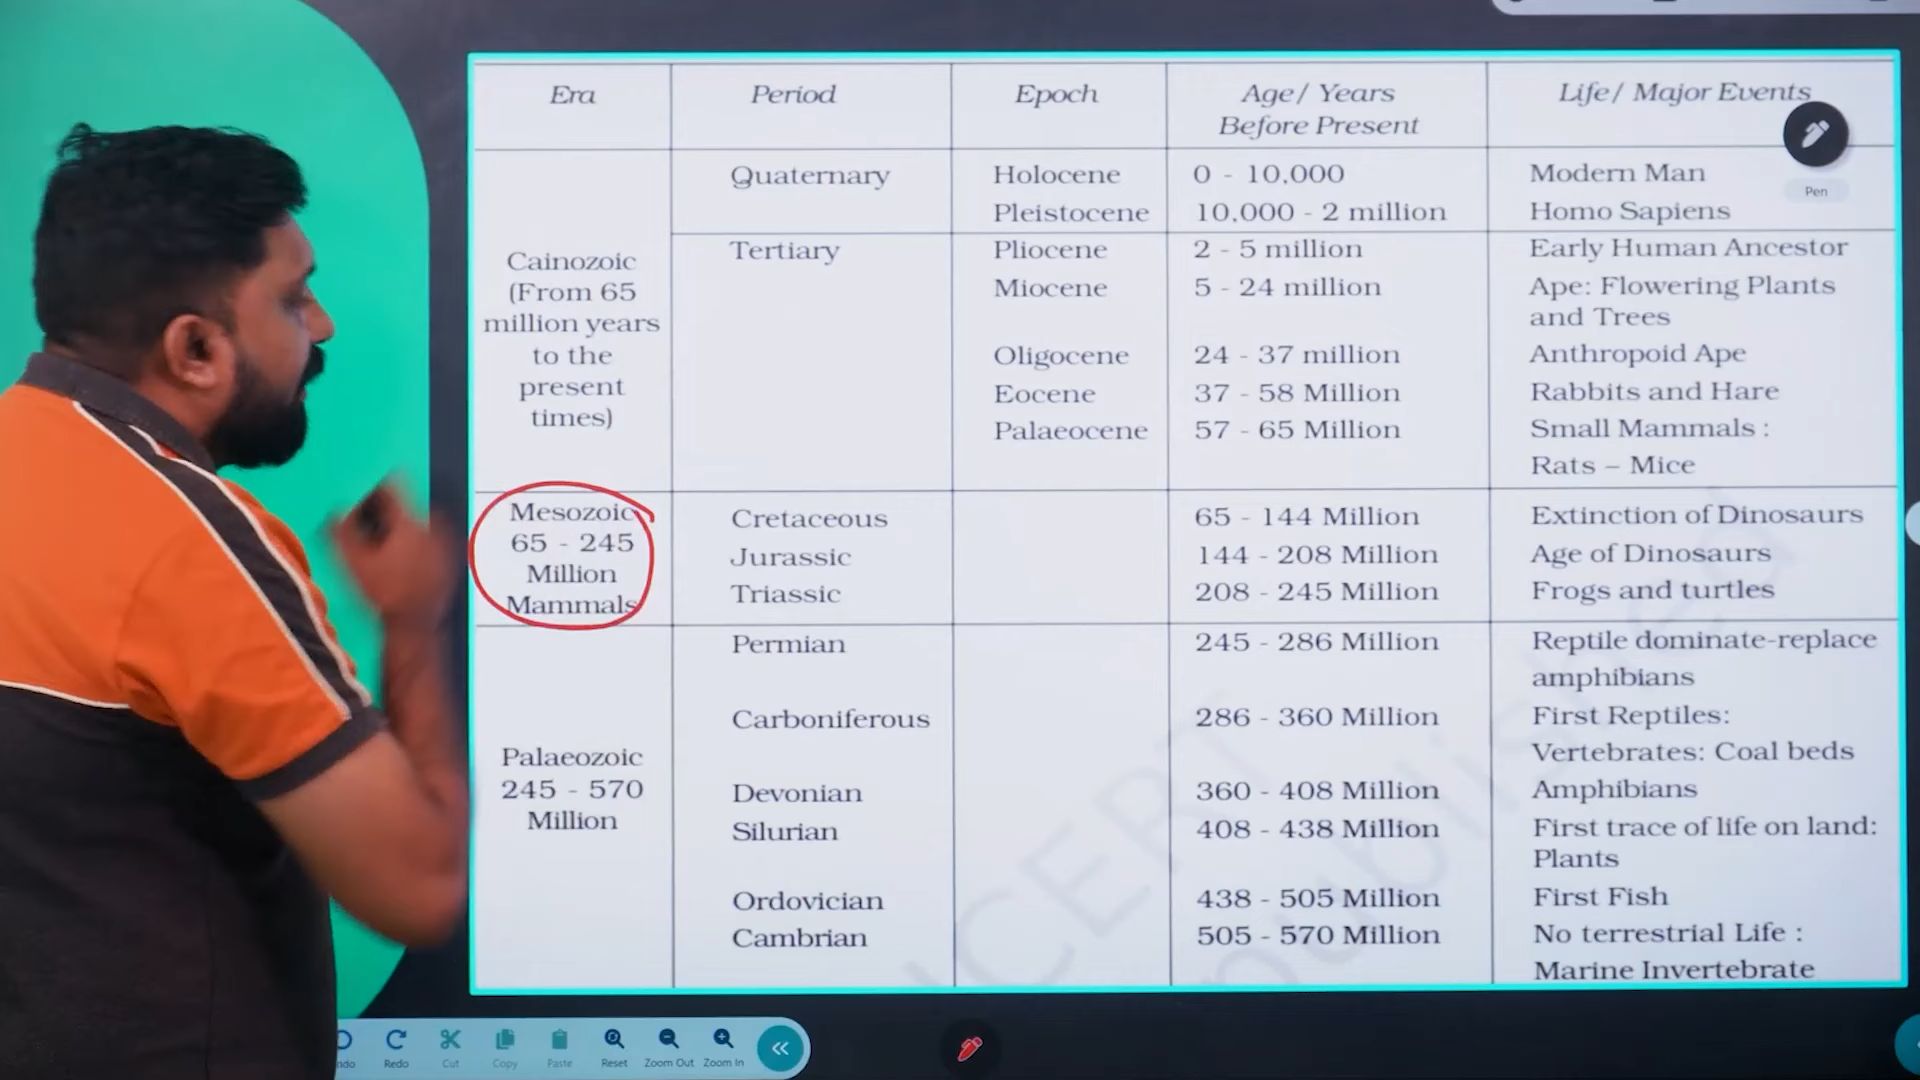 Era Period Epoch Age/ Years Before Present Life/ Major Events
Pen
Quaternary Holocene 0 - 10,000 Modern Man
Pleistocene 10,000 - 2 million Homo Sapiens
Cainozoic
(From 65
million years
to the
present
times)
Tertiary Pliocene 2 - 5 million Early Human Ancestor
Miocene 5 - 24 million Ape: Flowering Plants
and Trees
Oligocene 24 - 37 million Anthropoid Ape
Eocene 37 - 58 Million Rabbits and Hare
Palaeocene 57 - 65 Million Small Mammals :
Rats – Mice
Mesozoic
65 - 245
Million
Mammals
Cretaceous 65 - 144 Million Extinction of Dinosaurs
Jurassic 144 - 208 Million Age of Dinosaurs
Triassic 208 - 245 Million Frogs and turtles
Palaeozoic
245 - 570
Million
Permian 245 - 286 Million Reptile dominate-replace
amphibians
Carboniferous 286 - 360 Million First Reptiles:
Vertebrates: Coal beds
Devonian 360 - 408 Million Amphibians
Silurian 408 - 438 Million First trace of life on land:
Plants
Ordovician 438 - 505 Million First Fish
Cambrian 505 - 570 Million No terrestrial Life :
Marine Invertebrate
Redo Cut Copy Paste Reset Zoom Out Zoom In